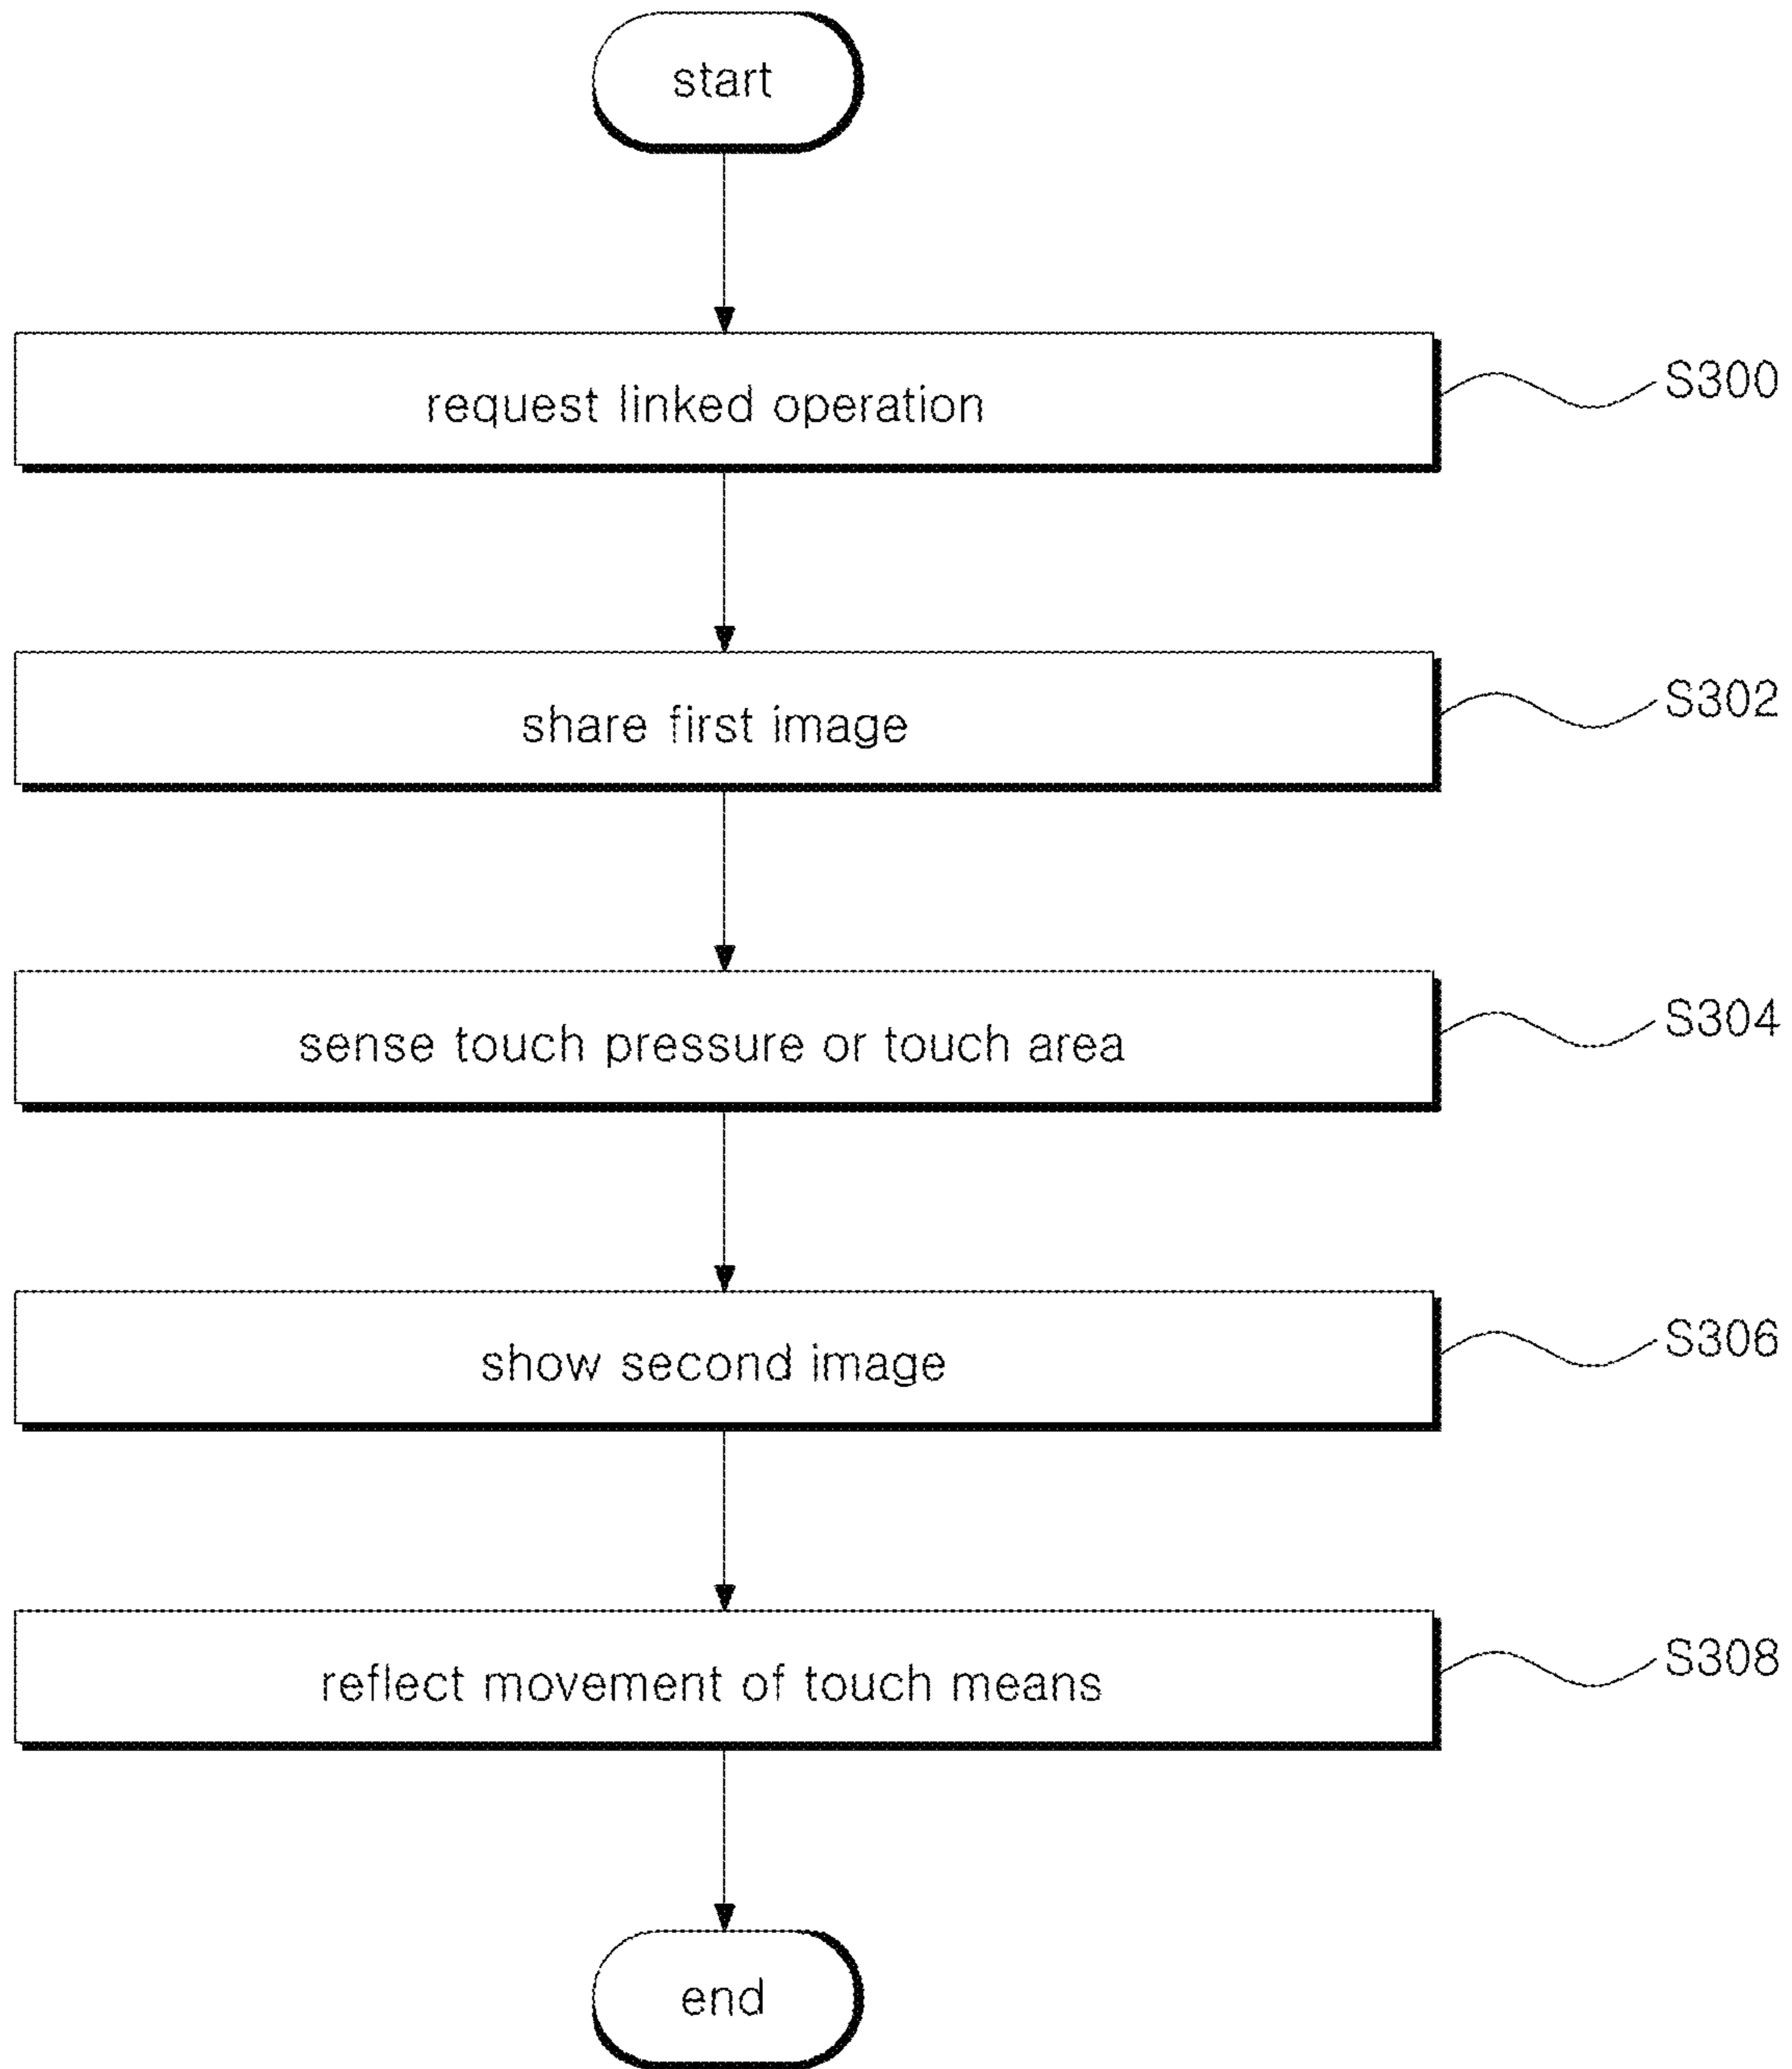 start
request linked operation
S300
share first image
S302
sense touch pressure or touch area
S304
show second image
S306
reflect movement of touch means
S308
end